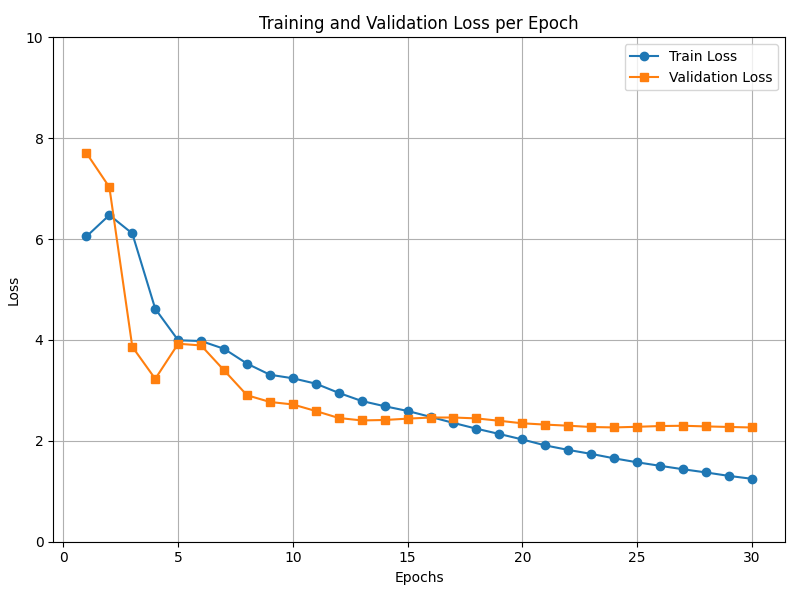 Training and Validation Loss per Epoch
10
Train Loss
Validation Loss
8
6
Loss
4
2
0
0 5 10 15 20 25 30
Epochs